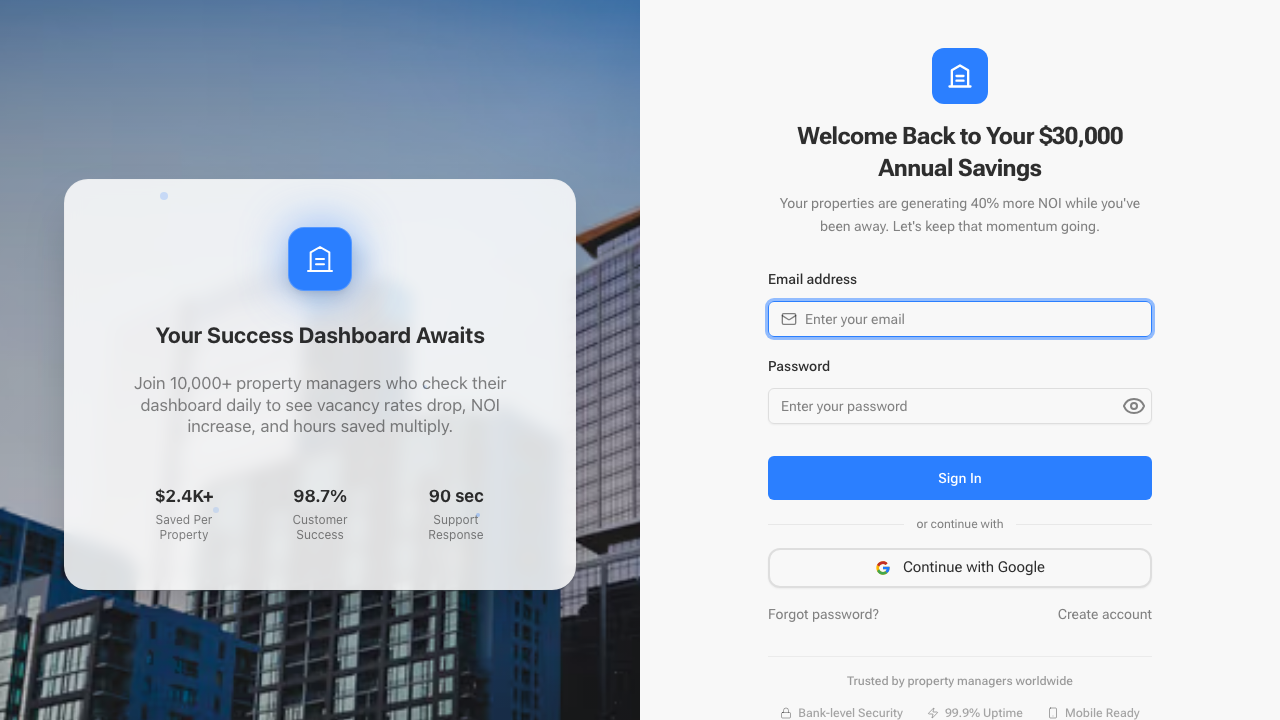 Your Success Dashboard Awaits
Join 10,000+ property managers who check their
dashboard daily to see vacancy rates drop, NOI
increase, and hours saved multiply.
$2.4K+
Saved Per
Property
98.7%
Customer
Success
90 sec
Support
Response
Welcome Back to Your $30,000
Annual Savings
Your properties are generating 40% more NOI while you've
been away. Let's keep that momentum going.
Email address
Enter your email
Password
Enter your password
Sign In
or continue with
Continue with Google
Forgot password?
Create account
Trusted by property managers worldwide
Bank-level Security
99.9% Uptime
Mobile Ready